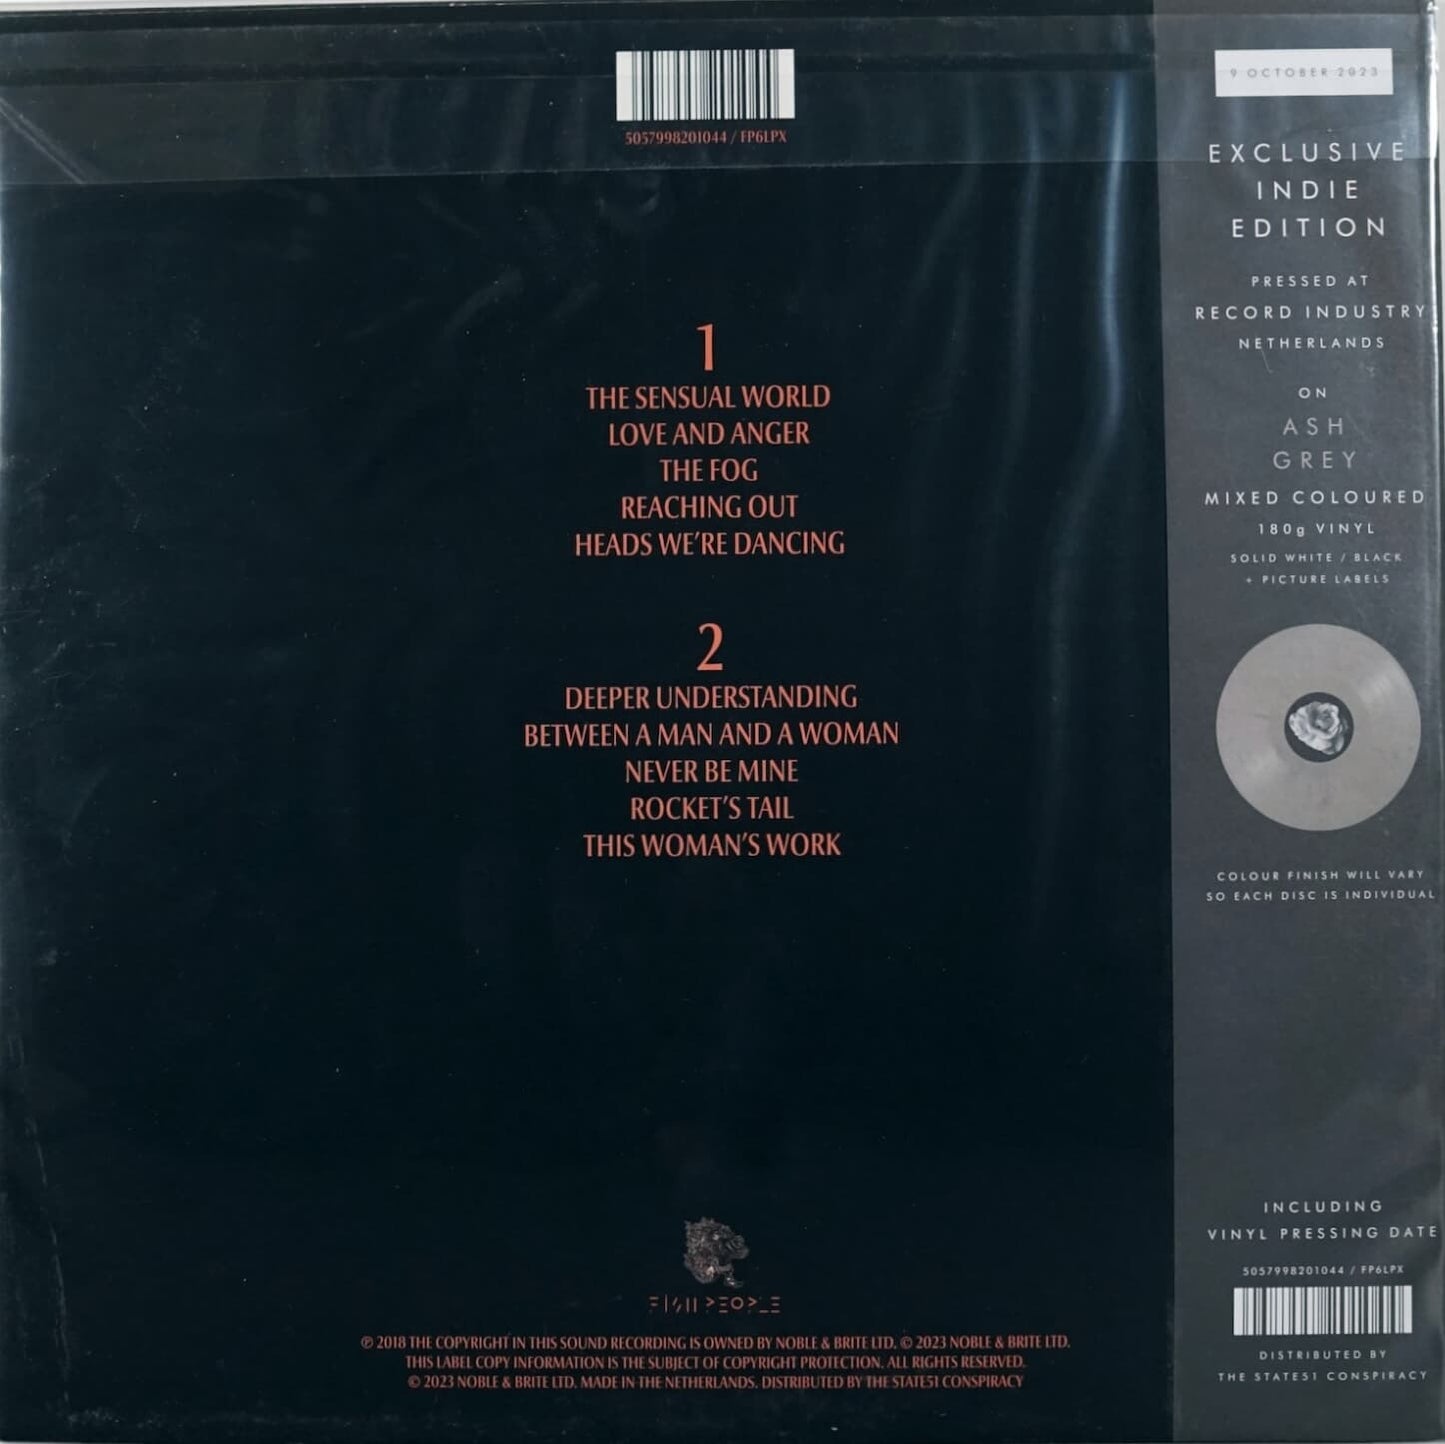 5057998201044 / FP6LPX
1
THE SENSUAL WORLD
LOVE AND ANGER
THE FOG
REACHING OUT
HEADS WE'RE DANCING
2
DEEPER UNDERSTANDING
BETWEEN A MAN AND A WOMAN
NEVER BE MINE
ROCKET'S TAIL
THIS WOMAN'S WORK
FISH PEOPLE
℗ 2018 THE COPYRIGHT IN THIS SOUND RECORDING IS OWNED BY NOBLE & BRITE LTD. © 2023 NOBLE & BRITE LTD.
THIS LABEL COPY INFORMATION IS THE SUBJECT OF COPYRIGHT PROTECTION. ALL RIGHTS RESERVED.
© 2023 NOBLE & BRITE LTD. MADE IN THE NETHERLANDS. DISTRIBUTED BY THE STATE51 CONSPIRACY
9 OCTOBER 2023
EXCLUSIVE
INDIE
EDITION
PRESSED AT
RECORD INDUSTRY
NETHERLANDS
ON
ASH
GREY
MIXED COLOURED
180g VINYL
SOLID WHITE / BLACK
+ PICTURE LABELS
COLOUR FINISH WILL VARY
SO EACH DISC IS INDIVIDUAL
INCLUDING
VINYL PRESSING DATE
5057998201044 / FP6LPX
DISTRIBUTED BY
THE STATE51 CONSPIRACY